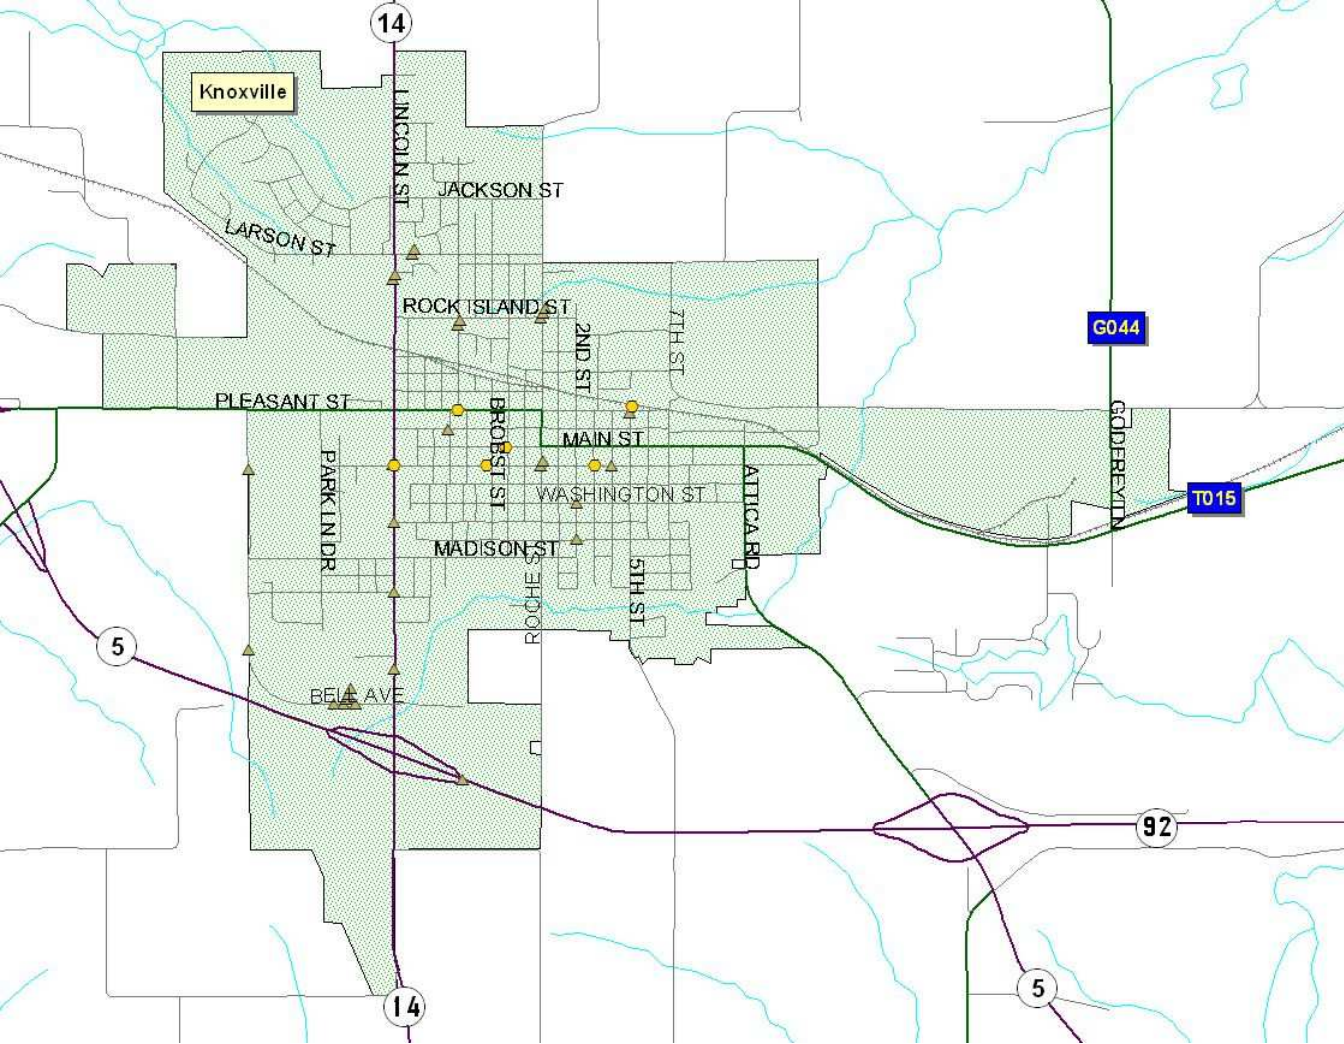 14
Knoxville
LINCOLN ST
JACKSON ST
LARSON ST
ROCK ISLAND ST
2ND ST
7TH ST
G044
PLEASANT ST
BROBST ST
MAIN ST
GODFREY LN
PARK LN DR
WASHINGTON ST
ATTICA RD
T015
MADISON ST
ROCHE ST
5TH ST
5
BELL AVE
92
5
14